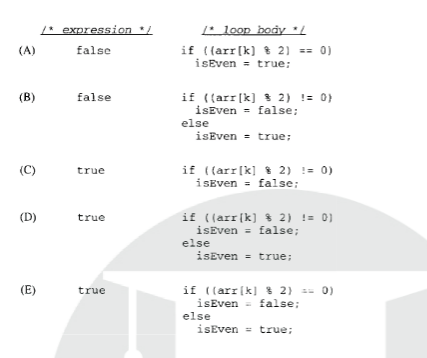 /* expression */ /* loop body */
(A) false if ((arr[k] % 2) == 0)
isEven = true;
(B) false if ((arr[k] % 2) != 0)
isEven = false;
else
isEven = true;
(C) true if ((arr[k] % 2) != 0)
isEven = false;
(D) true if ((arr[k] % 2) != 0)
isEven = false;
else
isEven = true;
(E) true if ((arr[k] % 2) == 0)
isEven = false;
else
isEven = true;